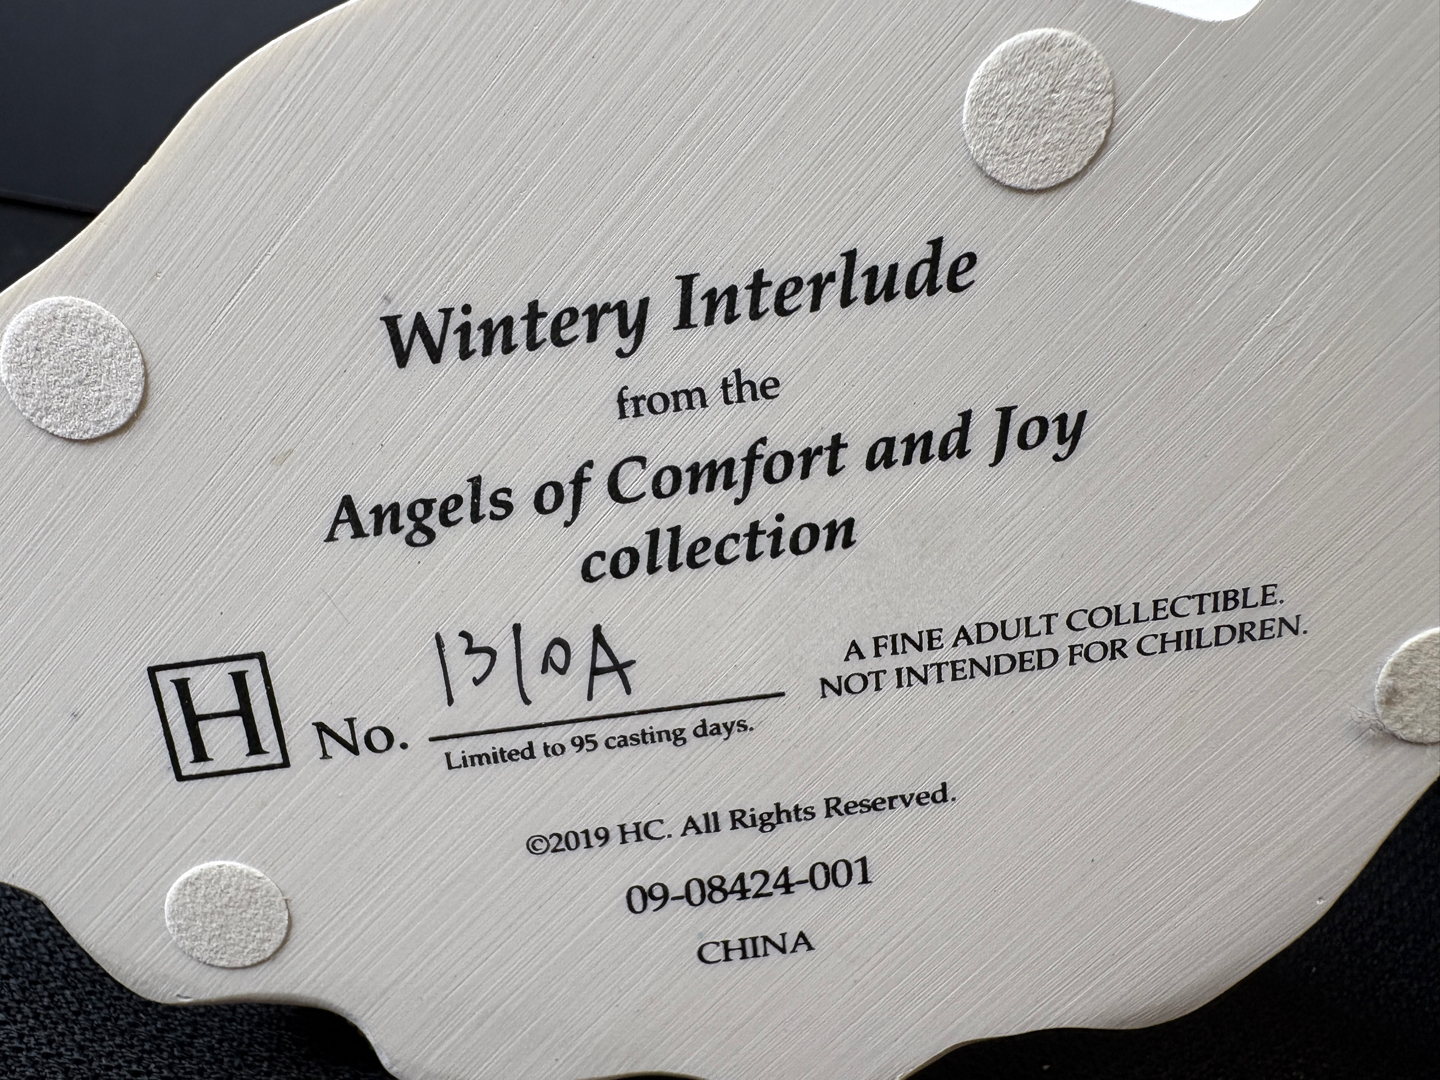 Wintery Interlude
from the
Angels of Comfort and Joy
collection
H No. 1310A
Limited to 95 casting days.
A FINE ADULT COLLECTIBLE.
NOT INTENDED FOR CHILDREN.
©2019 HC. All Rights Reserved.
09-08424-001
CHINA